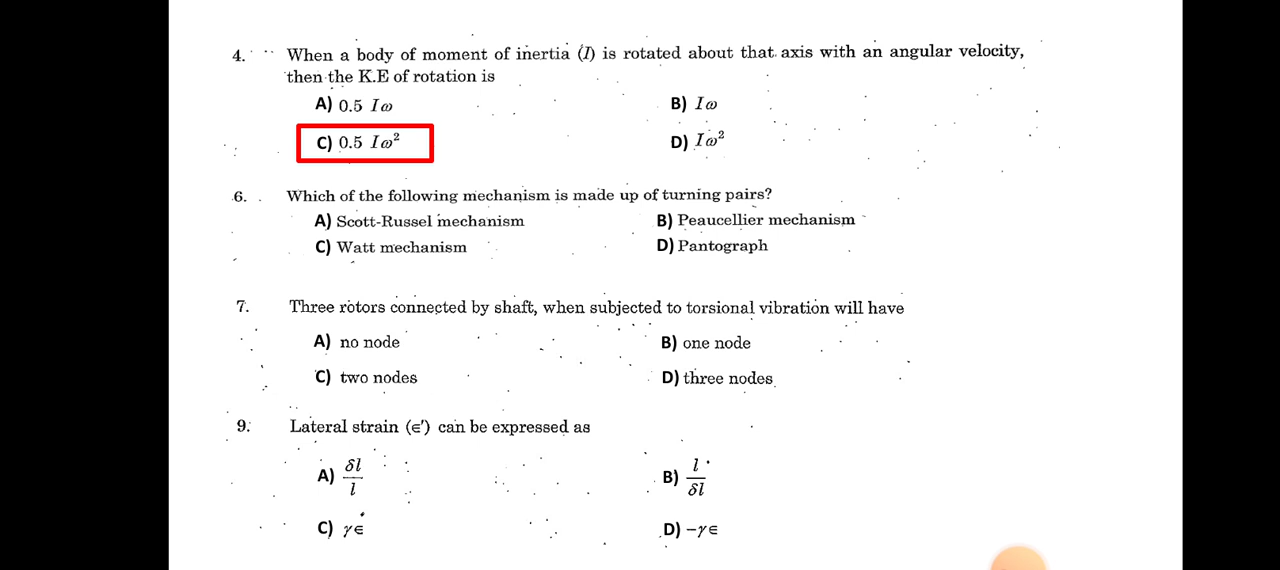 4. When a body of moment of inertia (I) is rotated about that axis with an angular velocity,
then the K.E of rotation is
A) 0.5 Iω B) Iω
C) 0.5 Iω² D) Iω²
6. Which of the following mechanism is made up of turning pairs?
A) Scott-Russel mechanism B) Peaucellier mechanism
C) Watt mechanism D) Pantograph
7. Three rotors connected by shaft, when subjected to torsional vibration will have
A) no node B) one node
C) two nodes D) three nodes
9. Lateral strain (∈′) can be expressed as
A) δl/l B) l/δl
C) γ∈ D) −γ∈